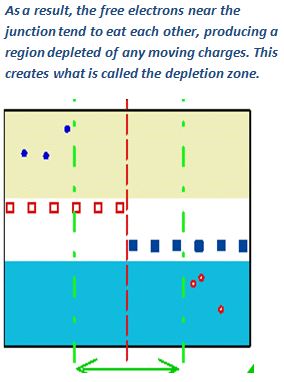 As a result, the free electrons near the
junction tend to eat each other, producing a
region depleted of any moving charges. This
creates what is called the depletion zone.